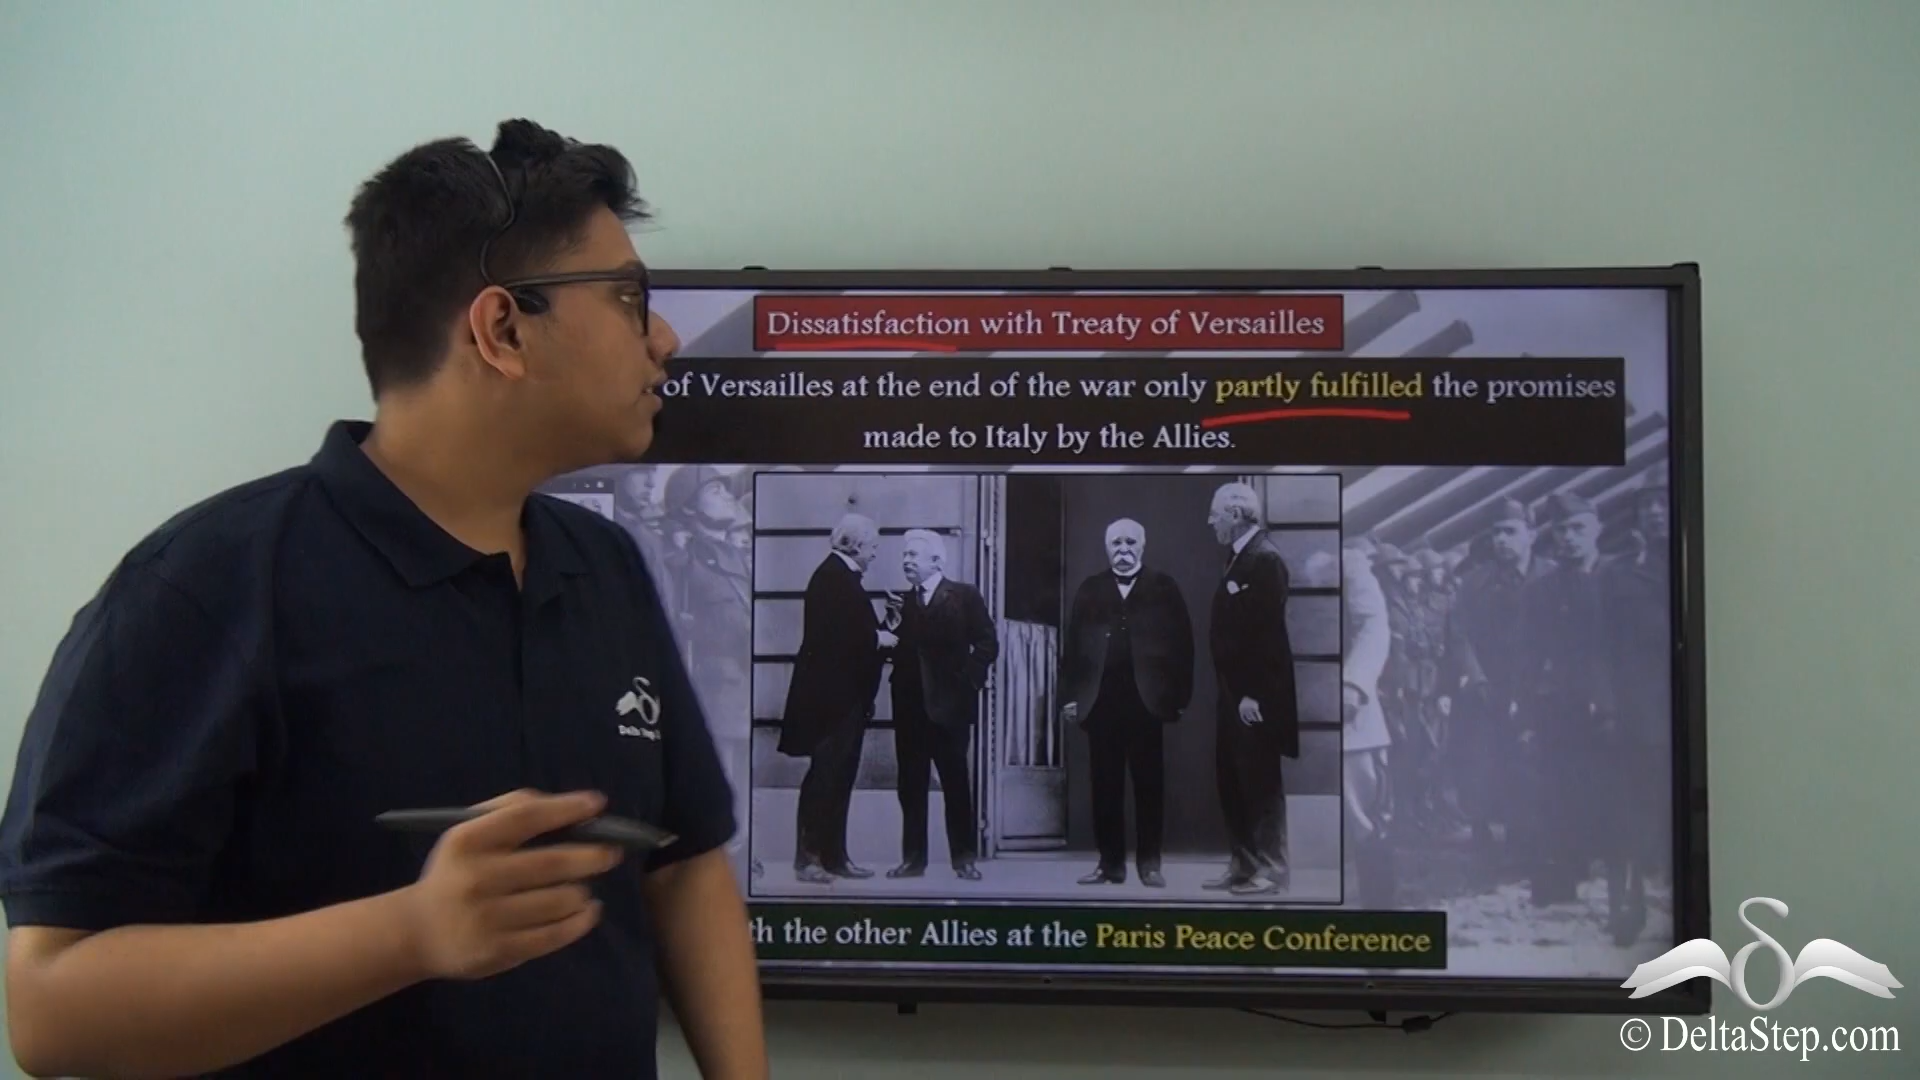 Dissatisfaction with Treaty of Versailles
of Versailles at the end of the war only partly fulfilled the promises
made to Italy by the Allies.
the other Allies at the Paris Peace Conference
© DeltaStep.com